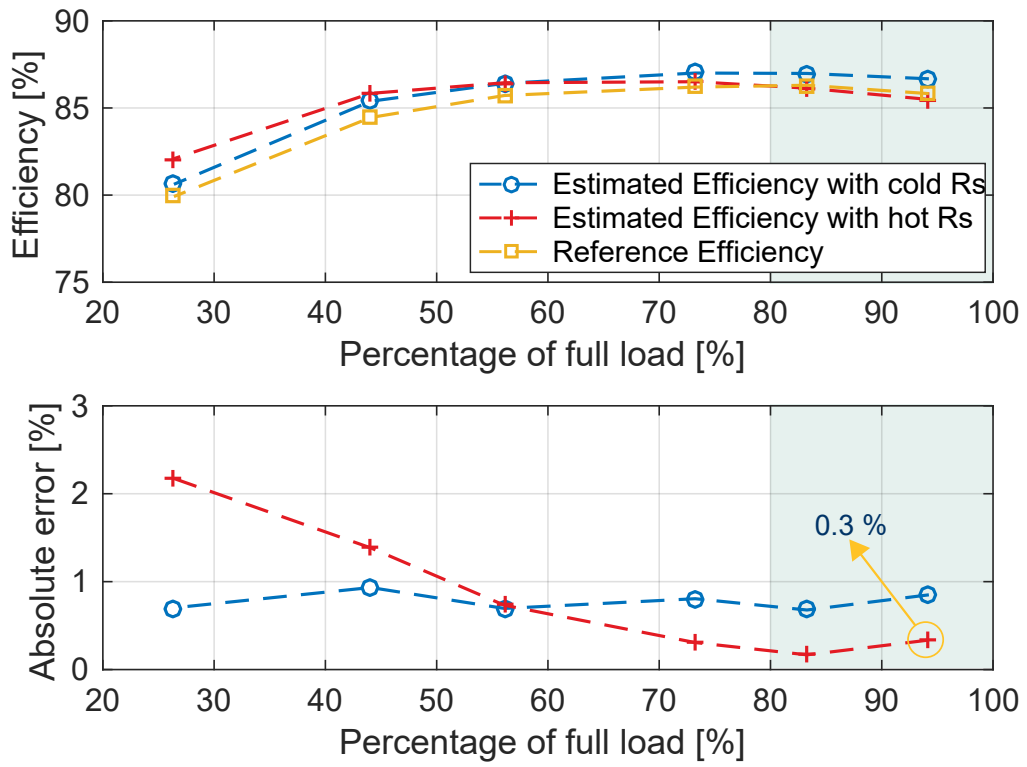 90
85
80
75
Efficiency [%]
Estimated Efficiency with cold Rs
Estimated Efficiency with hot Rs
Reference Efficiency
20 30 40 50 60 70 80 90 100
Percentage of full load [%]
3
2
1
0
Absolute error [%]
0.3 %
20 30 40 50 60 70 80 90 100
Percentage of full load [%]